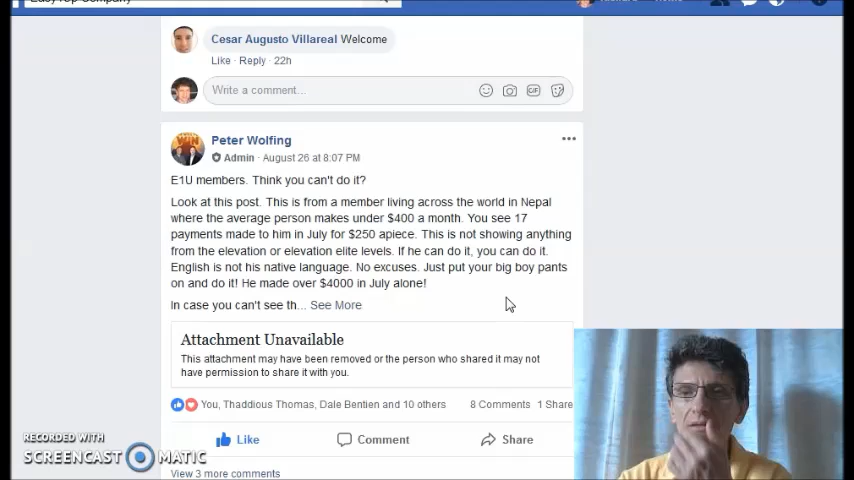 Cesar Augusto Villareal Welcome
Like · Reply · 22h
Write a comment...
GIF
Peter Wolfing
Admin · August 26 at 8:07 PM
E1U members. Think you can't do it?
Look at this post. This is from a member living across the world in Nepal
where the average person makes under $400 a month. You see 17
payments made to him in July for $250 apiece. This is not showing anything
from the elevation or elevation elite levels. If he can do it, you can do it.
English is not his native language. No excuses. Just put your big boy pants
on and do it! He made over $4000 in July alone!
In case you can't see th... See More
Attachment Unavailable
This attachment may have been removed or the person who shared it may not
have permission to share it with you.
You, Thaddious Thomas, Dale Bentien and 10 others 8 Comments 1 Share
Like Comment Share
View 3 more comments
RECORDED WITH
SCREENCAST MATIC